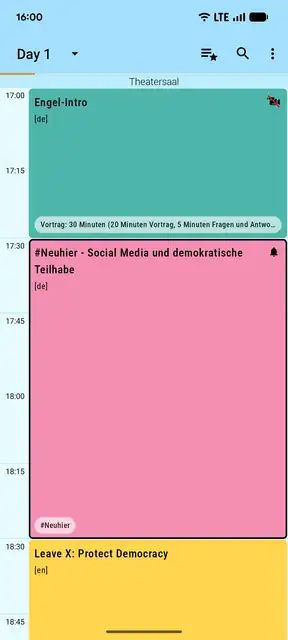 16:00
LTE
Day 1
Theatersaal
17:00
Engel-Intro
[de]
17:15
Vortrag: 30 Minuten (20 Minuten Vortrag, 5 Minuten Fragen und Antwo…
17:30
#Neuhier - Social Media und demokratische
Teilhabe
[de]
17:45
18:00
18:15
#Neuhier
18:30
Leave X: Protect Democracy
[en]
18:45